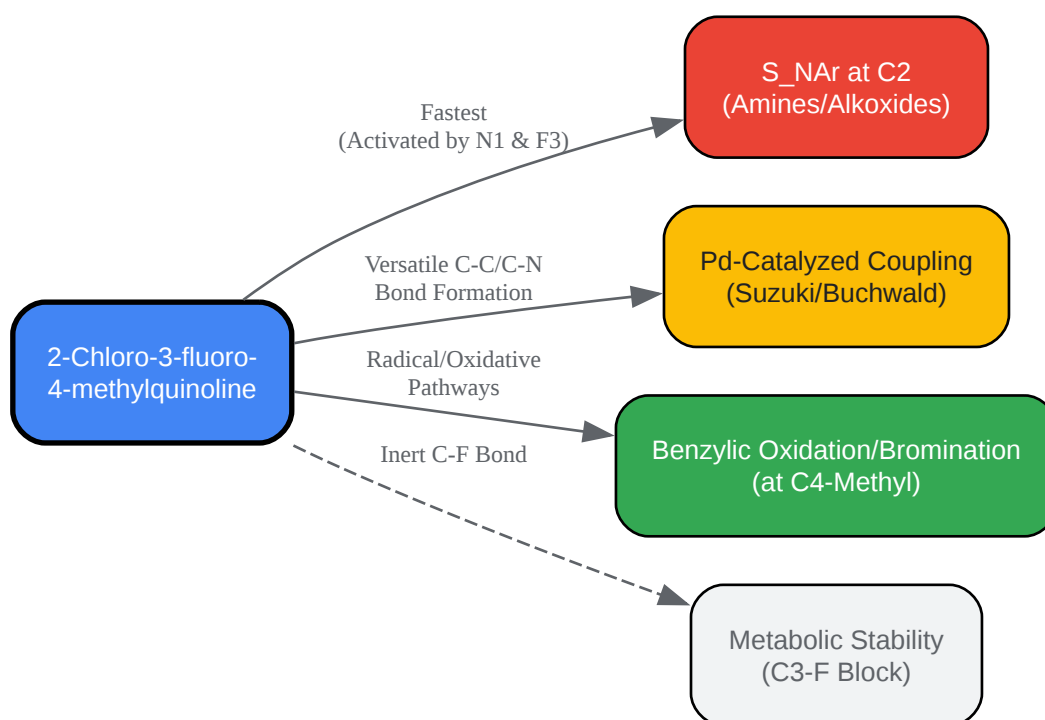 S_NAr at C2
(Amines/Alkoxides)
Fastest
(Activated by N1 & F3)
Pd-Catalyzed Coupling
(Suzuki/Buchwald)
Versatile C-C/C-N
Bond Formation
2-Chloro-3-fluoro-
4-methylquinoline
Radical/Oxidative
Pathways
Benzylic Oxidation/Bromination
(at C4-Methyl)
Inert C-F Bond
Metabolic Stability
(C3-F Block)